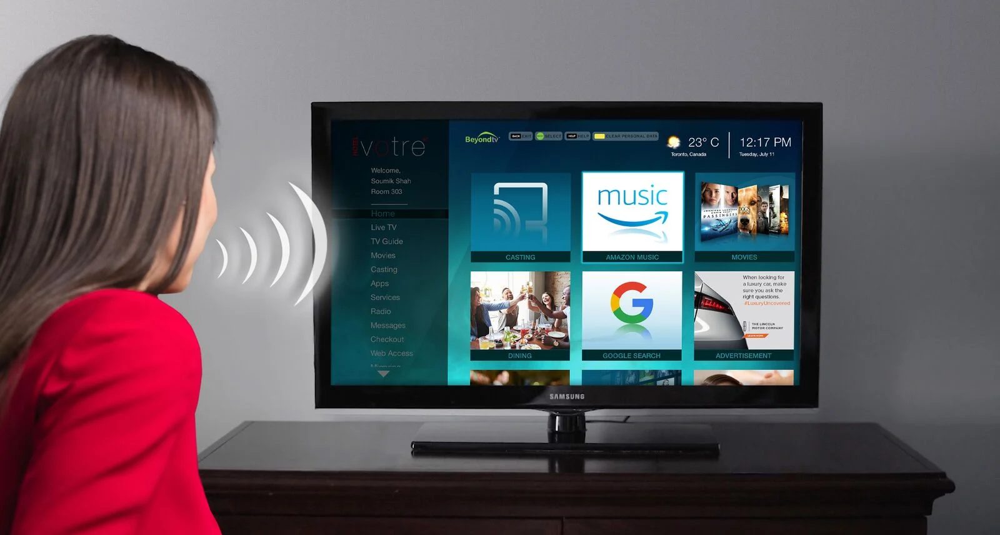 HOTEL
votre
Welcome,
Soumik Shah
Room 303
Home
Live TV
TV Guide
Movies
Casting
Apps
Services
Radio
Messages
Checkout
Web Access
Mirroring
Beyondtv
BACK EXIT
SELECT
HELP HELP
CLEAR PERSONAL DATA
23° C
Toronto, Canada
12:17 PM
Tuesday, July 11
CASTING
music
AMAZON MUSIC
PASSENGERS
MOVIES
DINING
G
GOOGLE SEARCH
When looking for
a luxury car, make
sure you ask the
right questions.
#LuxuryUncovered
THE LINCOLN
MOTOR COMPANY
LEARN MORE
ADVERTISEMENT
SAMSUNG